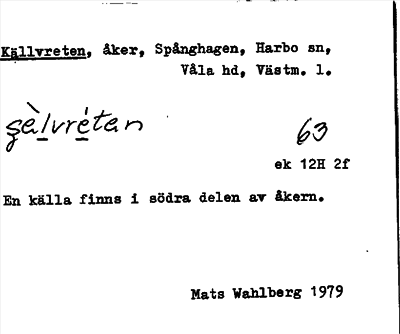 Källvreten, åker, Spånghagen, Harbo sn,
Våla hd, Västm. l.
şèlvréta n 63
ek 12H 2f
En källa finns i södra delen av åkern.
Mats Wahlberg 1979